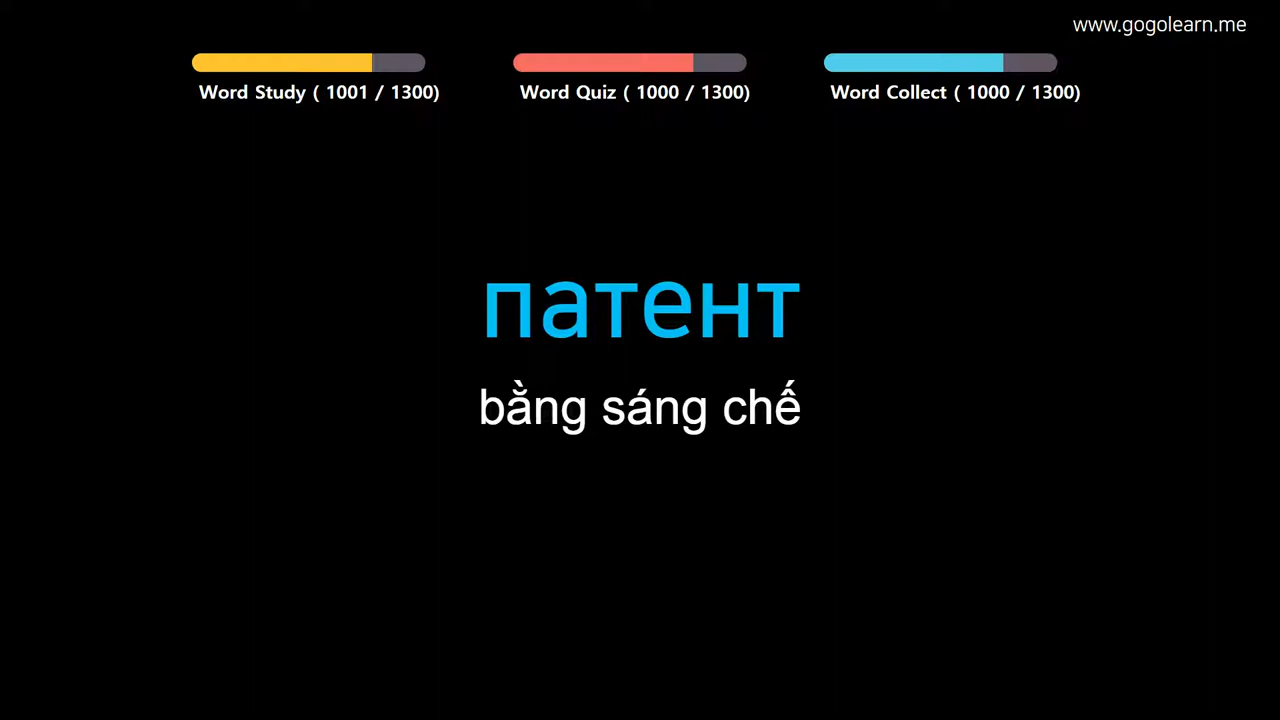 www.gogolearn.me
Word Study ( 1001 / 1300)
Word Quiz ( 1000 / 1300)
Word Collect ( 1000 / 1300)
патент
bằng sáng chế